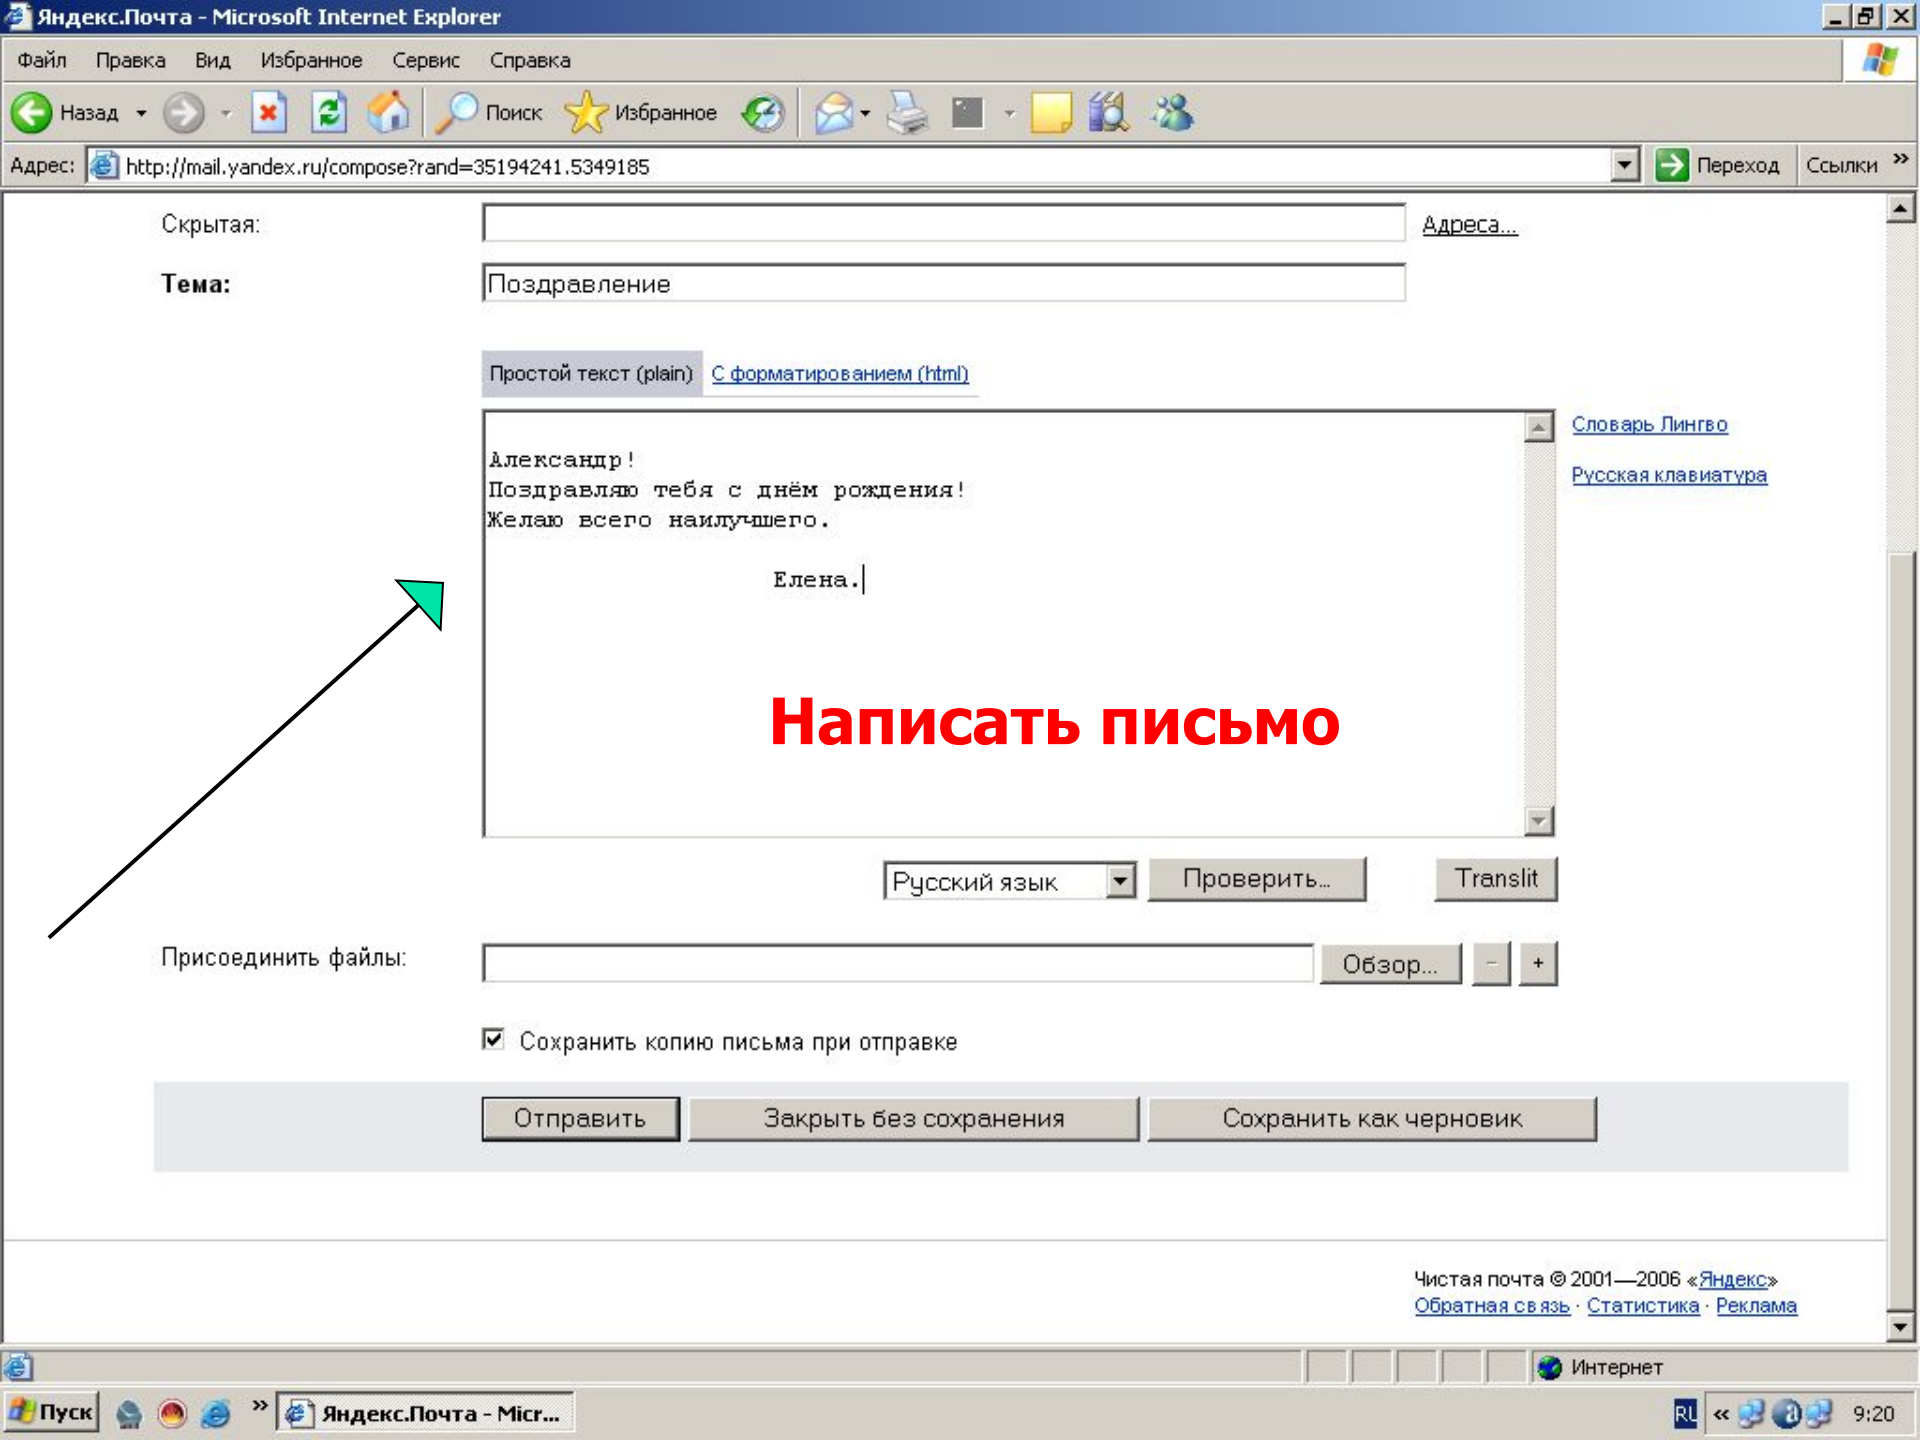 Яндекс.Почта - Microsoft Internet Explorer
Файл Правка Вид Избранное Сервис Справка
Назад Поиск Избранное
Адрес: http://mail.yandex.ru/compose?rand=35194241.5349185 Переход Ссылки »
Скрытая: Адреса...
Тема: Поздравление
Простой текст (plain) С форматированием (html)
Словарь Лингво
Александр!
Русская клавиатура
Поздравляю тебя с днём рождения!
Желаю всего наилучшего.
Елена.
Написать письмо
Русский язык Проверить... Translit
Присоединить файлы: Обзор... - +
Сохранить копию письма при отправке
Отправить Закрыть без сохранения Сохранить как черновик
Чистая почта © 2001—2006 «Яндекс»
Обратная связь · Статистика · Реклама
Интернет
Пуск » Яндекс.Почта - Micr... RU « 9:20